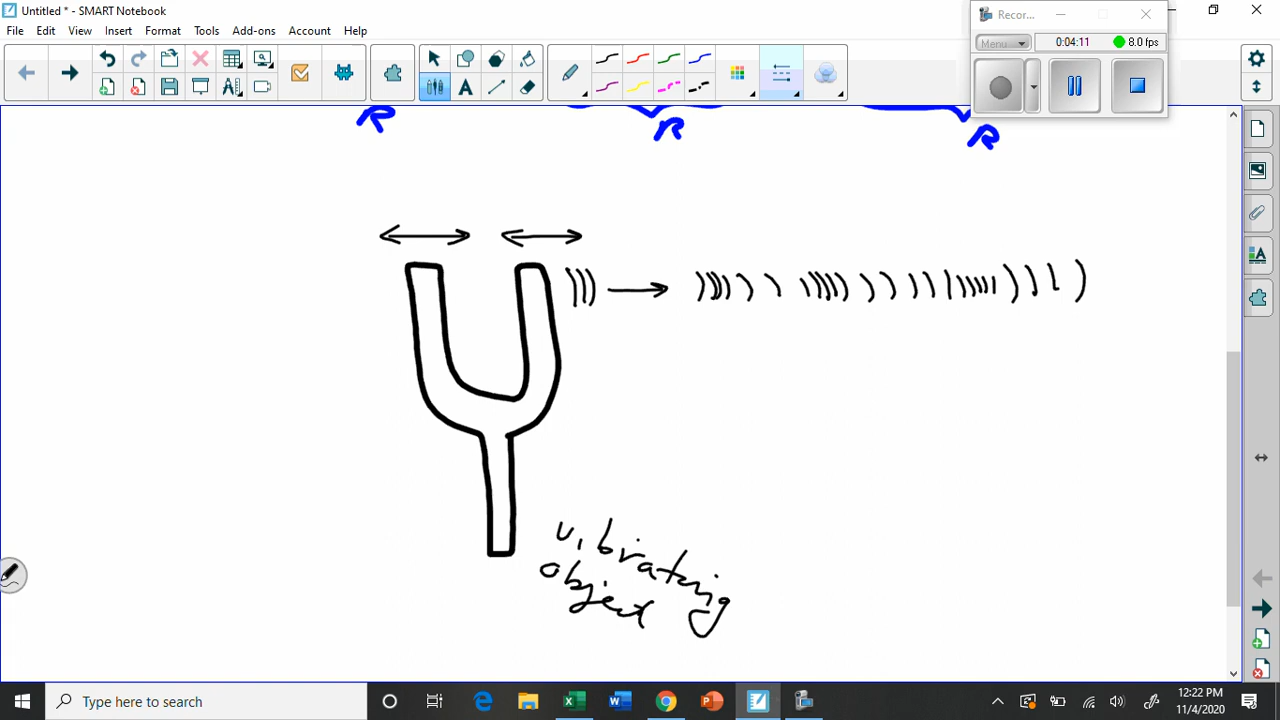 Untitled * - SMART Notebook
Recor...
File Edit View Insert Format Tools Add-ons Account Help
Menu 0:04:11 8.0 fps
R R R
vibrating
object
Type here to search
12:22 PM
11/4/2020